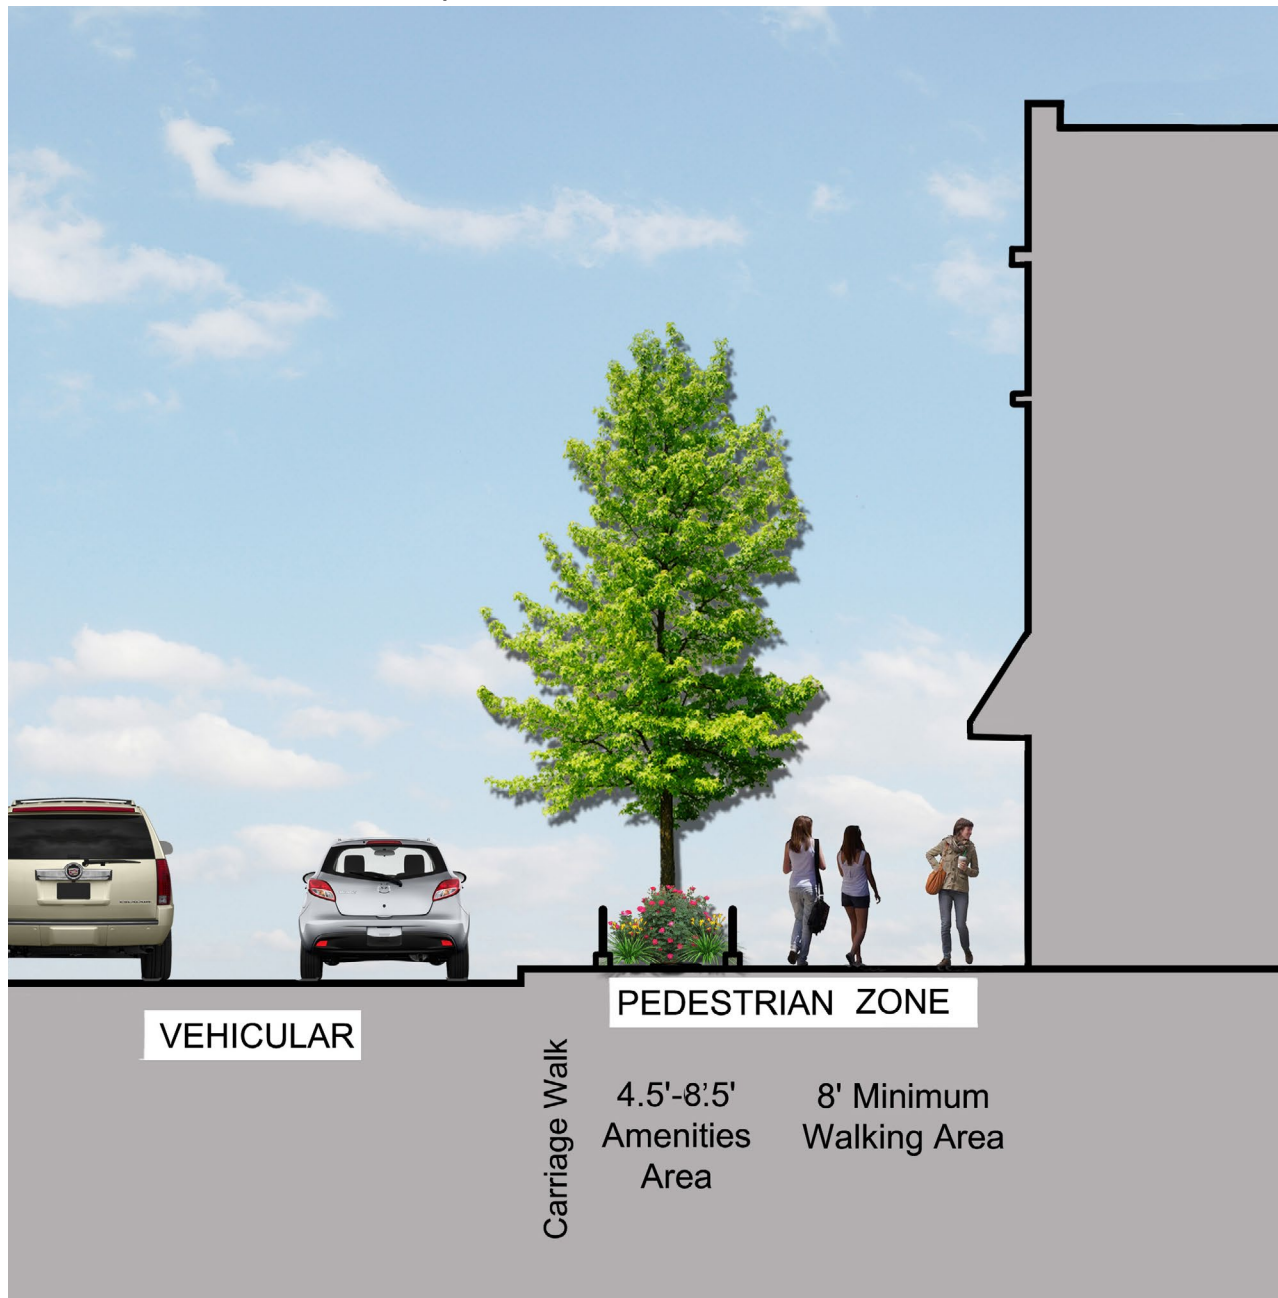 VEHICULAR
PEDESTRIAN ZONE
Carriage Walk
4.5'-8.5'
Amenities
Area
8' Minimum
Walking Area